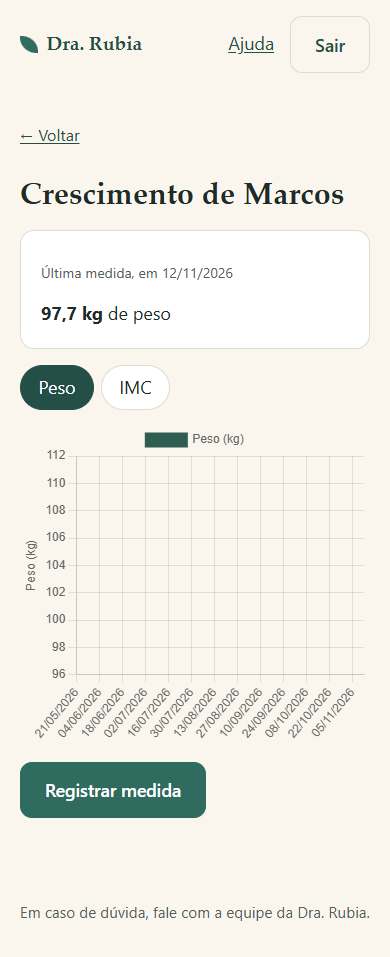 Dra. Rubia
Ajuda
Sair
← Voltar
Crescimento de Marcos
Última medida, em 12/11/2026
97,7 kg de peso
Peso
IMC
Peso (kg)
112
110
108
106
104
102
100
98
96
Peso (kg)
21/05/2026
04/06/2026
18/06/2026
02/07/2026
16/07/2026
30/07/2026
13/08/2026
27/08/2026
10/09/2026
24/09/2026
08/10/2026
22/10/2026
05/11/2026
Registrar medida
Em caso de dúvida, fale com a equipe da Dra. Rubia.